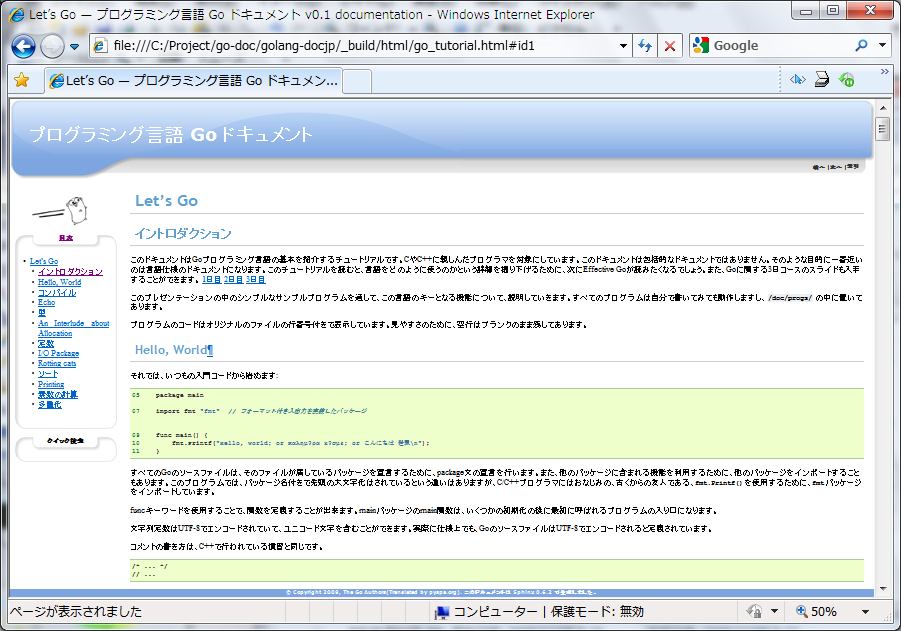 Let's Go — プログラミング言語 Go ドキュメント v0.1 documentation - Windows Internet Explorer
file:///C:/Project/go-doc/golang-docjp/_build/html/go_tutorial.html#id1
Google
Let's Go — プログラミング言語 Go ドキュメン...
プログラミング言語 Goドキュメント
前へ | 次へ | 索引
目次
Let's Go
イントロダクション
Hello, World
コンパイル
Echo
型
An Interlude about
Allocation
定数
I/O Package
Rotting cats
ソート
Printing
素数の計算
多重化
クイック検索
Let's Go
イントロダクション
このドキュメントはGoプログラミング言語の基本を紹介するチュートリアルです。CやC++に親しんだプログラマを対象にしています。このドキュメントは包括的なドキュメントではありません。そのような目的に一番近い
のは言語仕様のドキュメントになります。このチュートリアルを読むと、言語をどのように使うのかという理解を掘り下げるために、次にEffective Goが読みたくなるでしょう。また、Goに関する3日コースのスライドも入手
することができます。 1日目 2日目 3日目
このプレゼンテーションの中のシンプルなサンプルプログラムを通して、この言語のキーとなる機能について、説明していきます。すべてのプログラムは自分で書いてみても動作しますし、 /doc/progs/ の中に置いて
あります。
プログラムのコードはオリジナルのファイルの行番号付きで表示しています。見やすさのために、空行はブランクのまま残してあります。
Hello, World¶
それでは、いつもの入門コードから始めます:
05 package main
07 import fmt "fmt" // フォーマット付き入出力を実装したパッケージ
09 func main() {
10 fmt.Printf("Hello, world; or Καλημέρα κόσμε; or こんにちは 世界\n");
11 }
すべてのGoのソースファイルは、そのファイルが属しているパッケージを宣言するために、package文の宣言を行います。また、他のパッケージに含まれる機能を利用するために、他のパッケージをインポートすること
もあります。このプログラムでは、パッケージ名付きで先頭の大文字化はされているという違いはありますが、C/C++プログラマにはおなじみの、古くからの友人である、fmt.Printf()を使用するために、fmtパッケージ
をインポートしています。
funcキーワードを使用することで、関数を定義することが出来ます。mainパッケージのmain関数は、いくつかの初期化の後に最初に呼ばれるプログラムの入り口になります。
文字列定数はUTF-8でエンコードされていて、ユニコード文字を含むことができます。実際に仕様上でも、GoのソースファイルはUTF-8でエンコードされると定義されています。
コメントの書き方は、C++で行われている慣習と同じです。
/* ... */
// ...
© Copyright 2009, The Go Authors(Translated by pyspa.org). このドキュメントは Sphinx 0.6.3 で生成しました。
ページが表示されました
コンピューター | 保護モード: 無効
50%